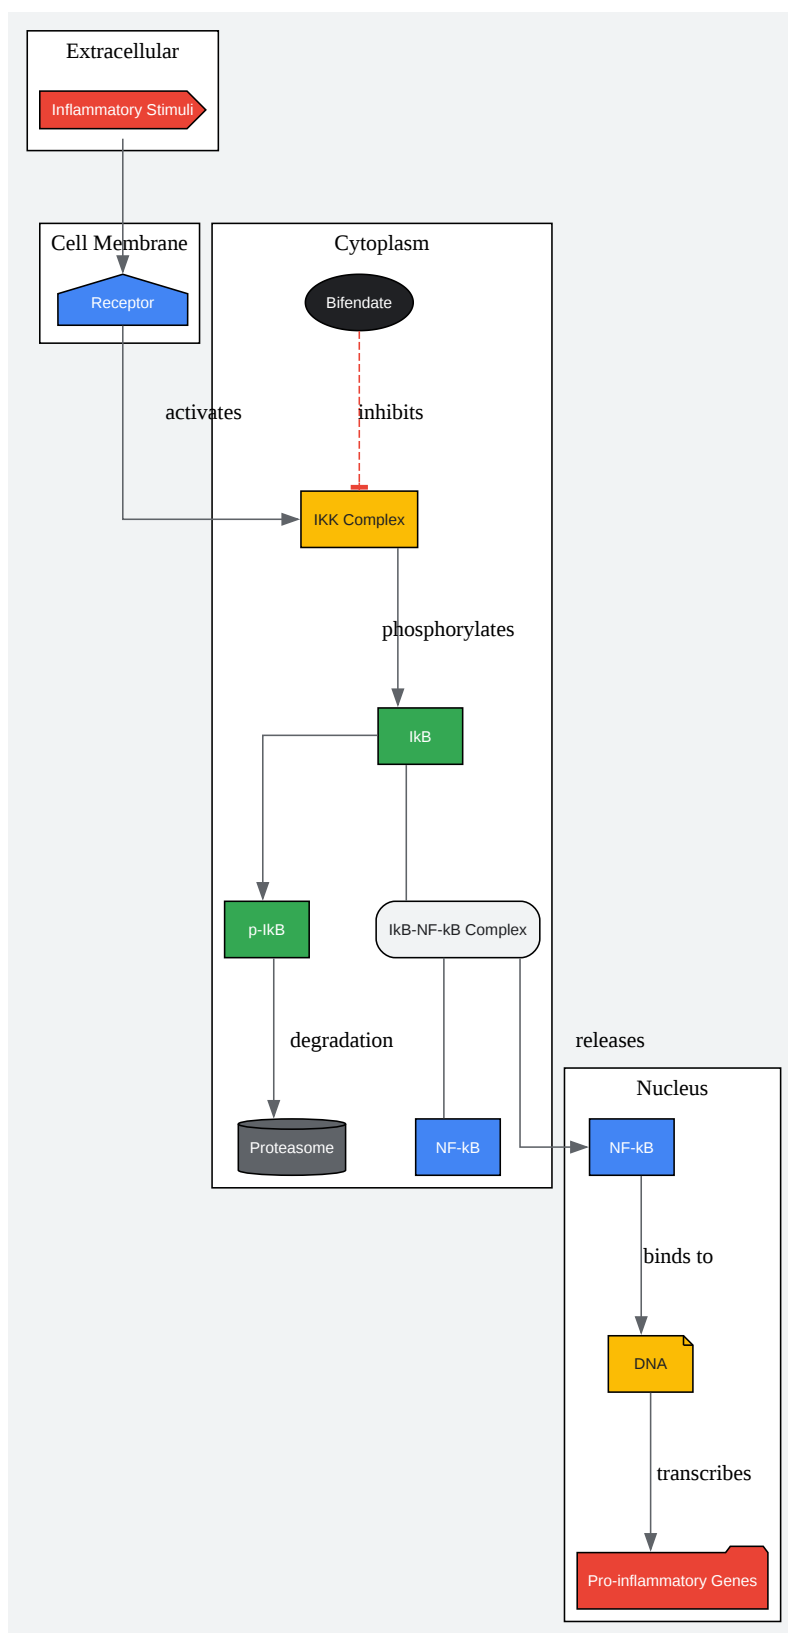 Extracellular
Inflammatory Stimuli
Cell Membrane
Receptor
Cytoplasm
Bifendate
activates
inhibits
IKK Complex
phosphorylates
IkB
p-IkB
IkB-NF-kB Complex
degradation
releases
Proteasome
NF-kB
Nucleus
NF-kB
binds to
DNA
transcribes
Pro-inflammatory Genes